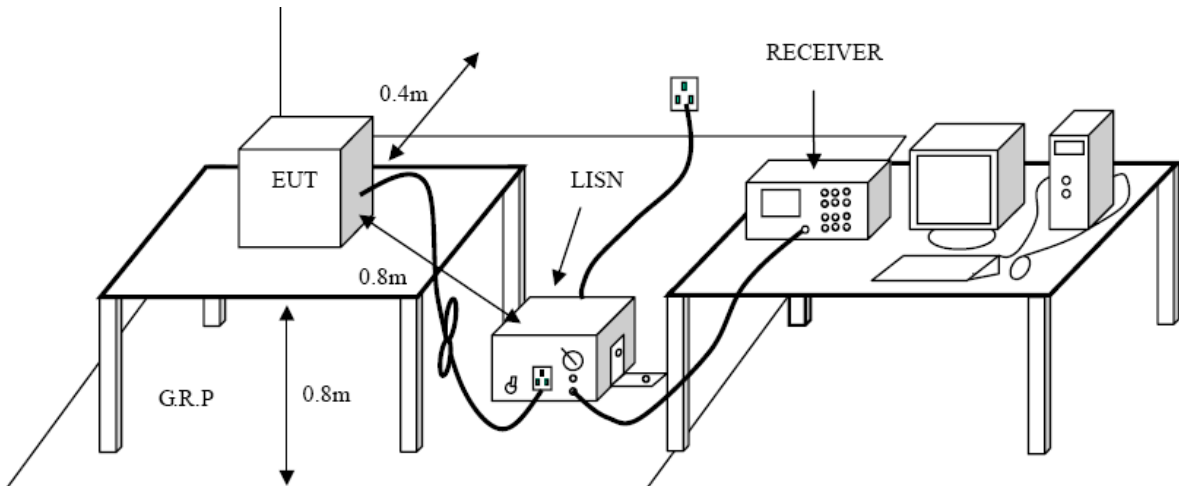 RECEIVER
0.4m
EUT
LISN
0.8m
G.R.P
0.8m